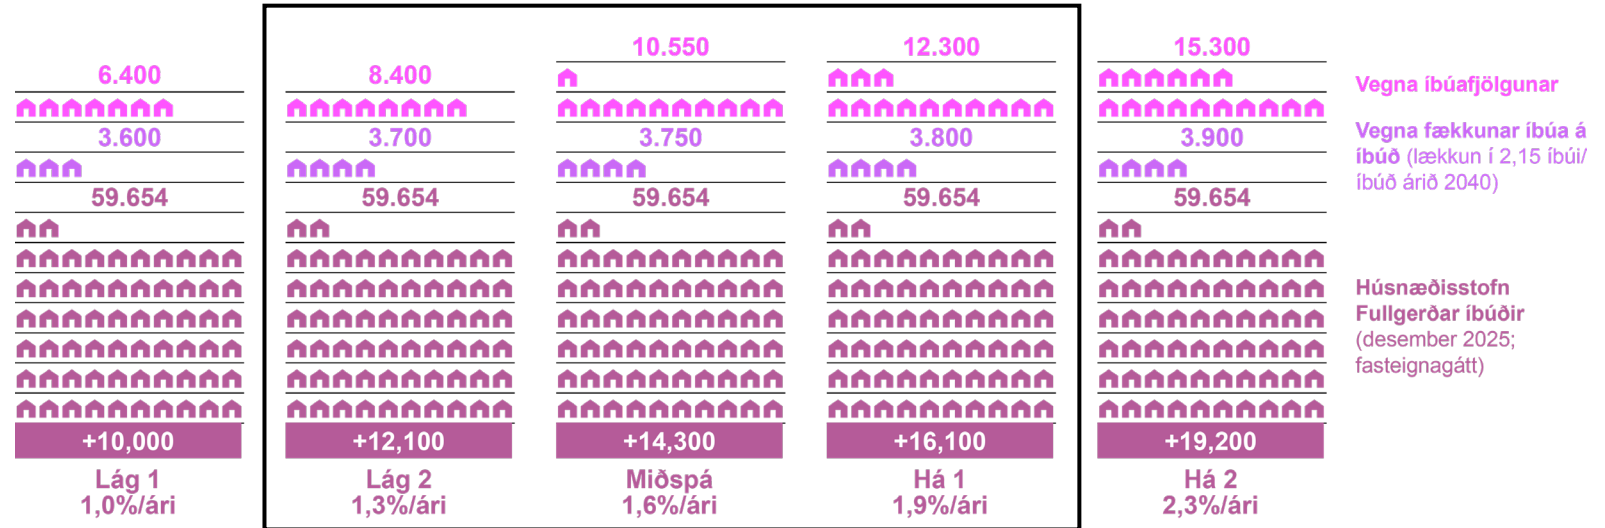 6.400
3.600
59.654
+10,000
Lág 1
1,0%/ári
8.400
3.700
59.654
+12,100
Lág 2
1,3%/ári
10.550
3.750
59.654
+14,300
Miðspá
1,6%/ári
12.300
3.800
59.654
+16,100
Há 1
1,9%/ári
15.300
3.900
59.654
+19,200
Há 2
2,3%/ári
Vegna íbúafjölgunar
Vegna fækkunar íbúa á
íbúð (lækkun í 2,15 íbúi/
íbúð árið 2040)
Húsnæðisstofn
Fullgerðar íbúðir
(desember 2025;
fasteignagátt)